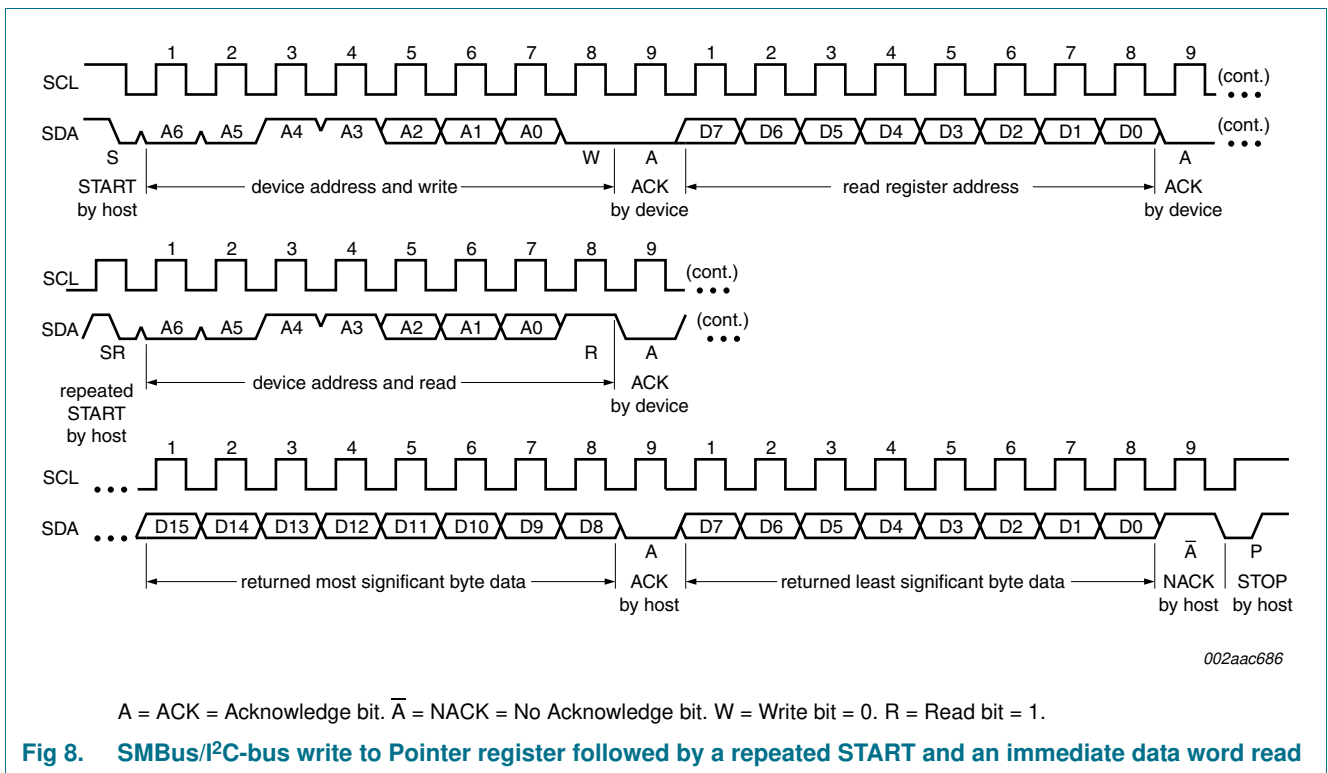 1 2 3 4 5 6 7 8 9 1 2 3 4 5 6 7 8 9
SCL (cont.)
SDA A6 A5 A4 A3 A2 A1 A0 D7 D6 D5 D4 D3 D2 D1 D0 (cont.)
S W A A
START device address and write ACK read register address ACK
by host by device by device
1 2 3 4 5 6 7 8 9
SCL (cont.)
SDA A6 A5 A4 A3 A2 A1 A0 (cont.)
SR R A
device address and read ACK
repeated by device
START
by host
1 2 3 4 5 6 7 8 9 1 2 3 4 5 6 7 8 9
SCL
SDA D15 D14 D13 D12 D11 D10 D9 D8 D7 D6 D5 D4 D3 D2 D1 D0
A A̅ P
returned most significant byte data ACK returned least significant byte data NACK STOP
by host by host by host
002aac686
A = ACK = Acknowledge bit. A̅ = NACK = No Acknowledge bit. W = Write bit = 0. R = Read bit = 1.
Fig 8. SMBus/I²C-bus write to Pointer register followed by a repeated START and an immediate data word read